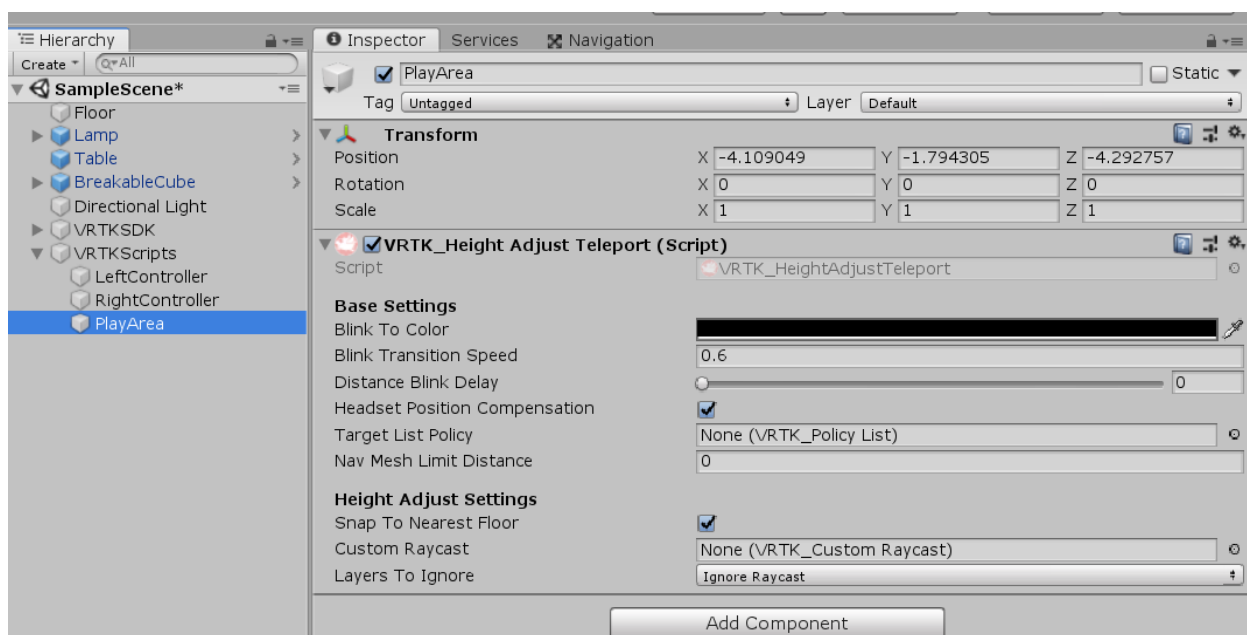 Hierarchy
Create
All
SampleScene*
Floor
Lamp
Table
BreakableCube
Directional Light
VRTKSDK
VRTKScripts
LeftController
RightController
PlayArea
Inspector Services Navigation
PlayArea Static
Tag Untagged Layer Default
Transform
Position X -4.109049 Y -1.794305 Z -4.292757
Rotation X 0 Y 0 Z 0
Scale X 1 Y 1 Z 1
VRTK_Height Adjust Teleport (Script)
Script VRTK_HeightAdjustTeleport
Base Settings
Blink To Color
Blink Transition Speed 0.6
Distance Blink Delay 0
Headset Position Compensation
Target List Policy None (VRTK_Policy List)
Nav Mesh Limit Distance 0
Height Adjust Settings
Snap To Nearest Floor
Custom Raycast None (VRTK_Custom Raycast)
Layers To Ignore Ignore Raycast
Add Component